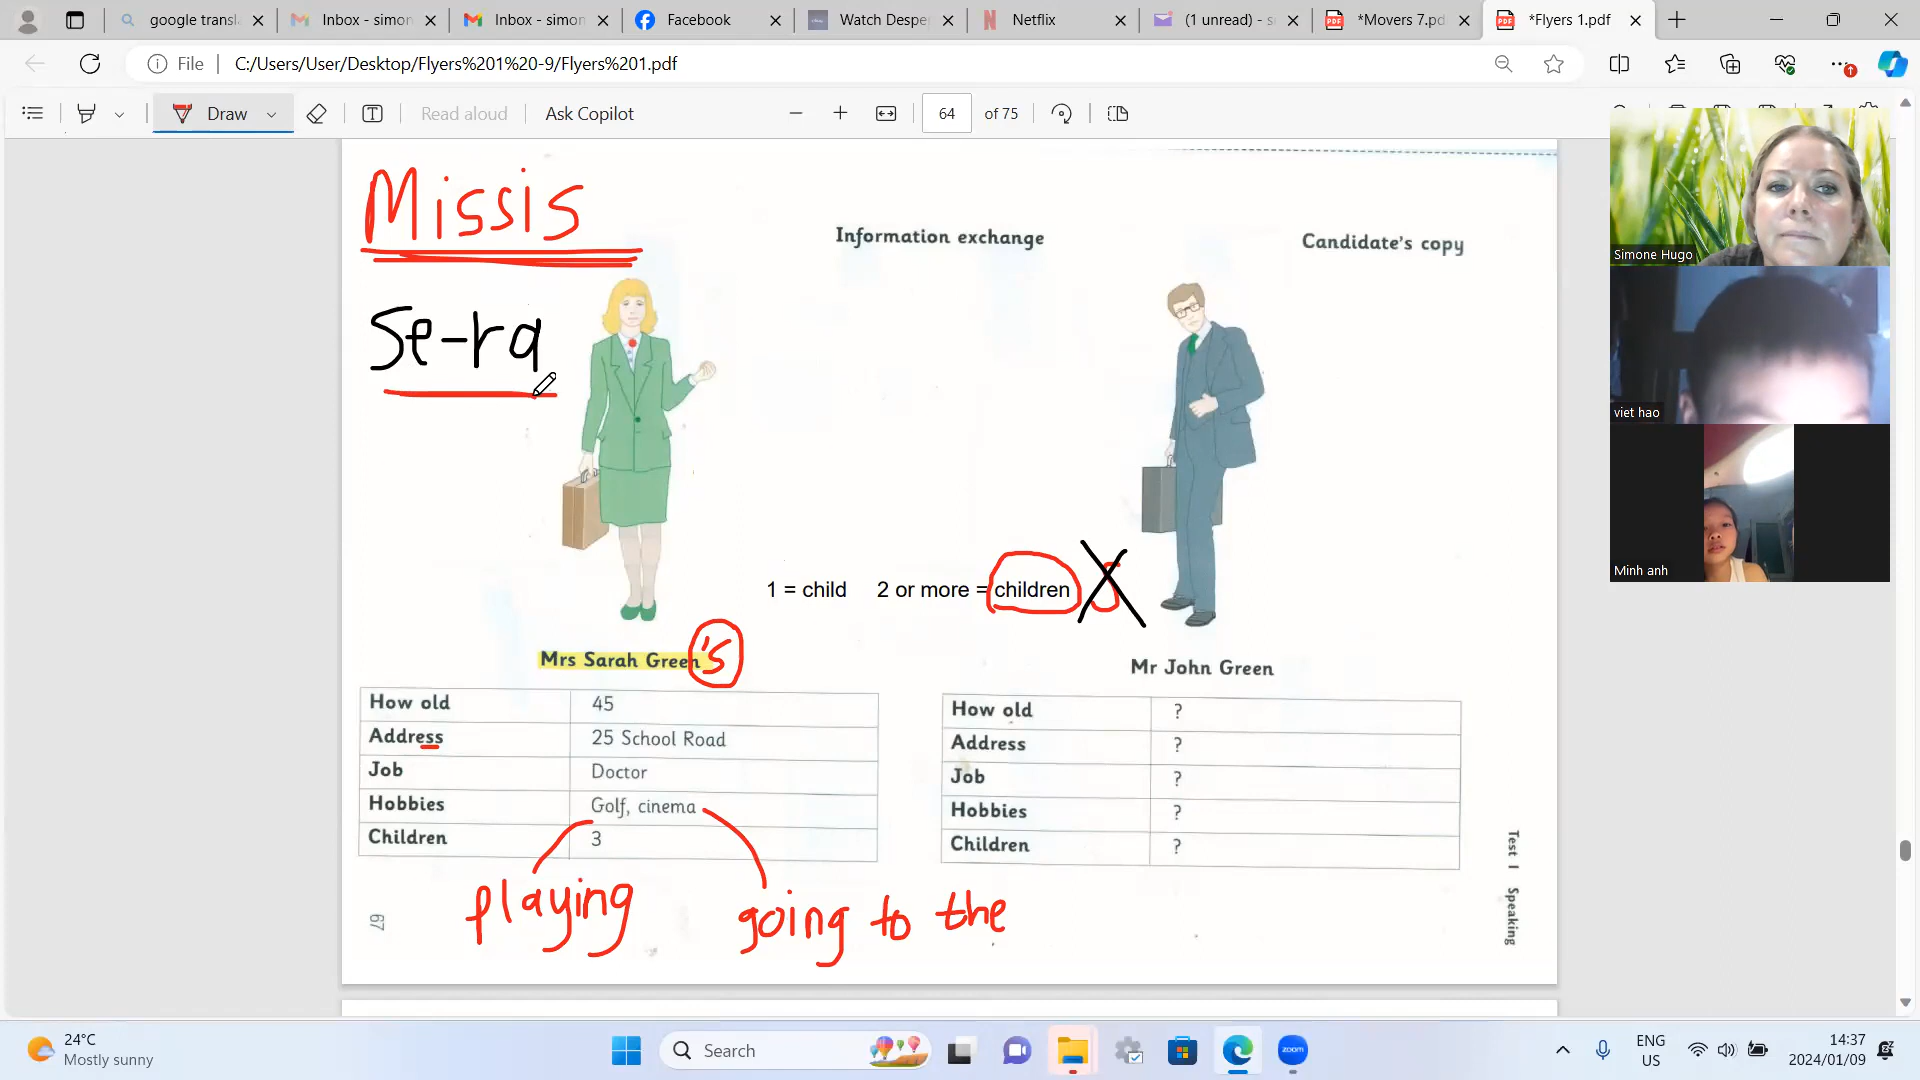 google transl
Inbox - simon
Inbox - simon
Facebook
Watch Despe
Netflix
(1 unread) - s
*Movers 7.pd
*Flyers 1.pdf
File
C:/Users/User/Desktop/Flyers%201%20-9/Flyers%201.pdf
Draw
Read aloud
Ask Copilot
64
of 75
Missis
Information exchange
Candidate's copy
Se-ra
1 = child 2 or more = children
Mrs Sarah Green's
Mr John Green
How old 45
Address 25 School Road
Job Doctor
Hobbies Golf, cinema
Children 3
How old ?
Address ?
Job ?
Hobbies ?
Children ?
playing
going to the
67
Test 1 Speaking
Simone Hugo
viet hao
Minh anh
24°C
Mostly sunny
Search
zoom
ENG
US
14:37
2024/01/09